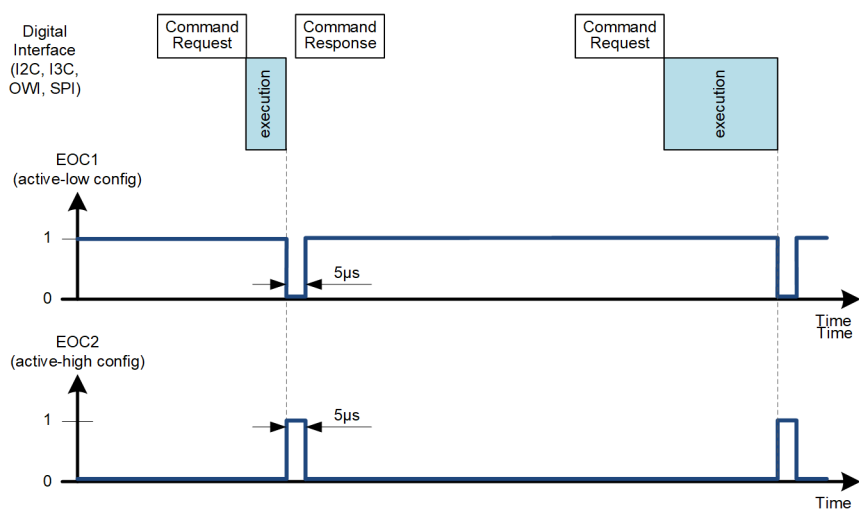 Digital
Interface
(I2C, I3C,
OWI, SPI)
Command
Request
Command
Response
Command
Request
execution
execution
EOC1
(active-low config)
1
5µs
0
Time
Time
EOC2
(active-high config)
1
5µs
0
Time